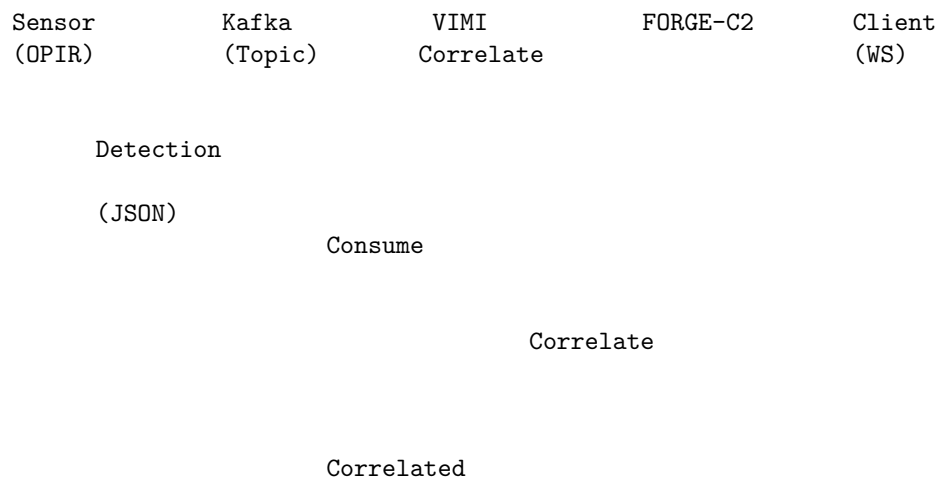 Sensor Kafka VIMI FORGE-C2 Client
(OPIR) (Topic) Correlate (WS)
Detection
(JSON)
Consume
Correlate
Correlated